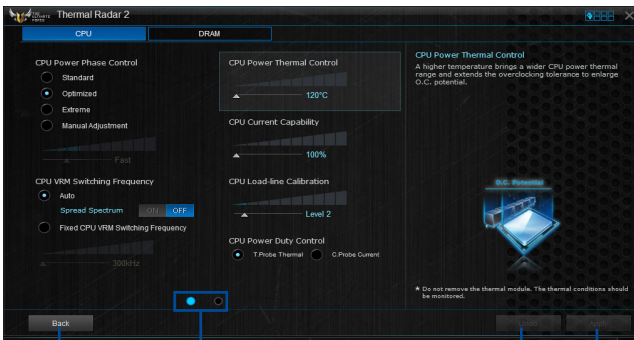 THE ULTIMATE FORCE
Thermal Radar 2
CPU
DRAM
CPU Power Phase Control
Standard
Optimized
Extreme
Manual Adjustment
Fast
CPU VRM Switching Frequency
Auto
Spread Spectrum
ON
OFF
Fixed CPU VRM Switching Frequency
300kHz
CPU Power Thermal Control
120°C
CPU Current Capability
100%
CPU Load-line Calibration
Level 2
CPU Power Duty Control
T.Probe Thermal
C.Probe Current
CPU Power Thermal Control
A higher temperature brings a wider CPU power thermal
range and extends the overclocking tolerance to enlarge
O.C. potential.
O.C. Potential
* Do not remove the thermal module. The thermal conditions should
be monitored.
Back
Apply